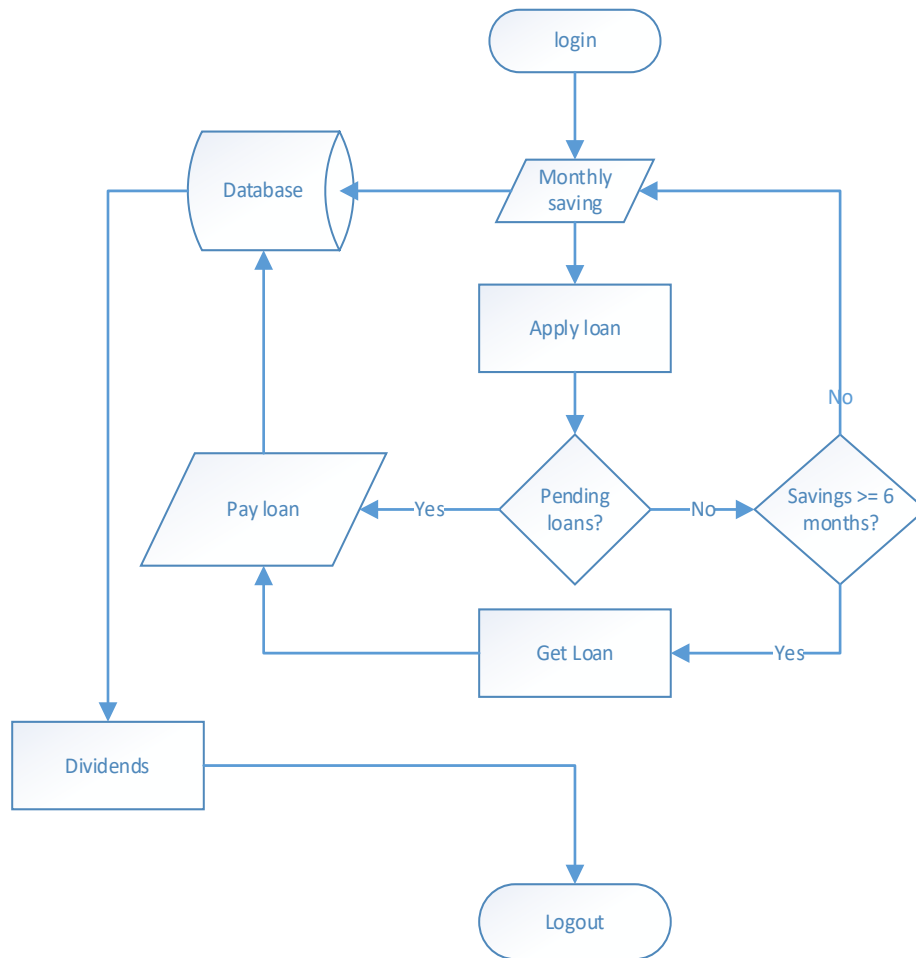 login
Monthly
saving
Database
Apply loan
No
Pending
loans?
Savings >= 6
months?
Pay loan
Yes
No
Get Loan
Yes
Dividends
Logout